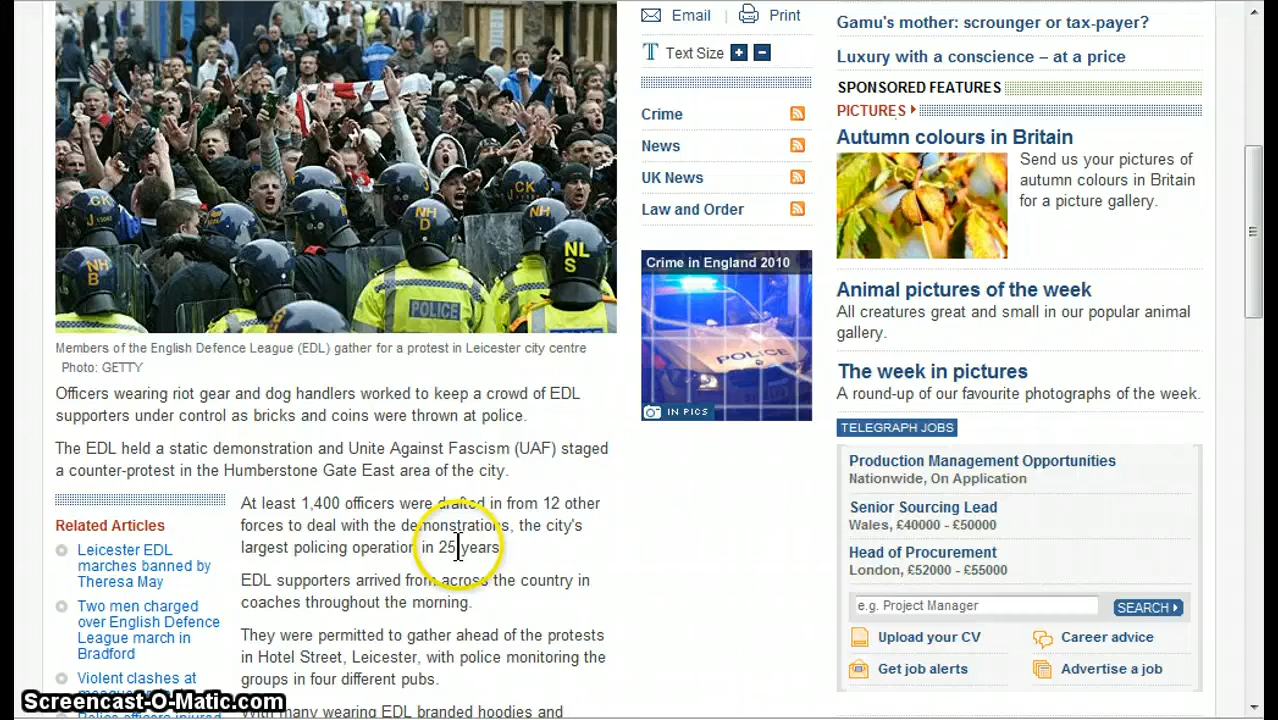 CK
J
NH
D
CK
NH
NL
S
NH
B
POLICE
Members of the English Defence League (EDL) gather for a protest in Leicester city centre
Photo: GETTY
Officers wearing riot gear and dog handlers worked to keep a crowd of EDL
supporters under control as bricks and coins were thrown at police.
The EDL held a static demonstration and Unite Against Fascism (UAF) staged
a counter-protest in the Humberstone Gate East area of the city.
At least 1,400 officers were drafted in from 12 other
forces to deal with the demonstrations, the city's
largest policing operation in 25 years.
EDL supporters arrived from across the country in
coaches throughout the morning.
They were permitted to gather ahead of the protests
in Hotel Street, Leicester, with police monitoring the
groups in four different pubs.
With many wearing EDL branded hoodies and
Related Articles
Leicester EDL
marches banned by
Theresa May
Two men charged
over English Defence
League march in
Bradford
Violent clashes at
Police officers injured
Email
Print
Text Size + -
Crime
News
UK News
Law and Order
Crime in England 2010
POLICE
IN PICS
Gamu's mother: scrounger or tax-payer?
Luxury with a conscience – at a price
SPONSORED FEATURES
PICTURES
Autumn colours in Britain
Send us your pictures of
autumn colours in Britain
for a picture gallery.
Animal pictures of the week
All creatures great and small in our popular animal
gallery.
The week in pictures
A round-up of our favourite photographs of the week.
TELEGRAPH JOBS
Production Management Opportunities
Nationwide, On Application
Senior Sourcing Lead
Wales, £40000 - £50000
Head of Procurement
London, £52000 - £55000
e.g. Project Manager
SEARCH
Upload your CV
Career advice
Get job alerts
Advertise a job
Screencast-O-Matic.com